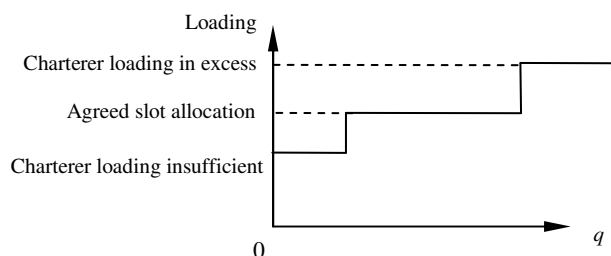 Loading
Charterer loading in excess
Agreed slot allocation
Charterer loading insufficient
0
q